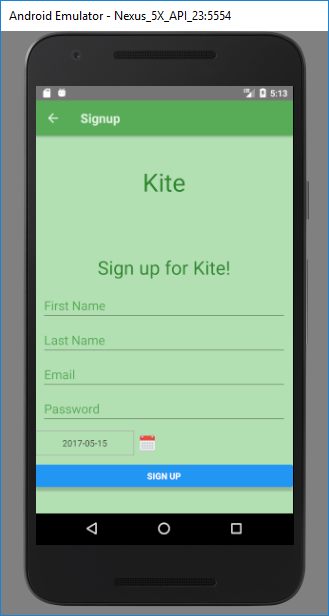 Android Emulator - Nexus_5X_API_23:5554
5:13
Signup
Kite
Sign up for Kite!
First Name
Last Name
Email
Password
2017-05-15
SIGN UP